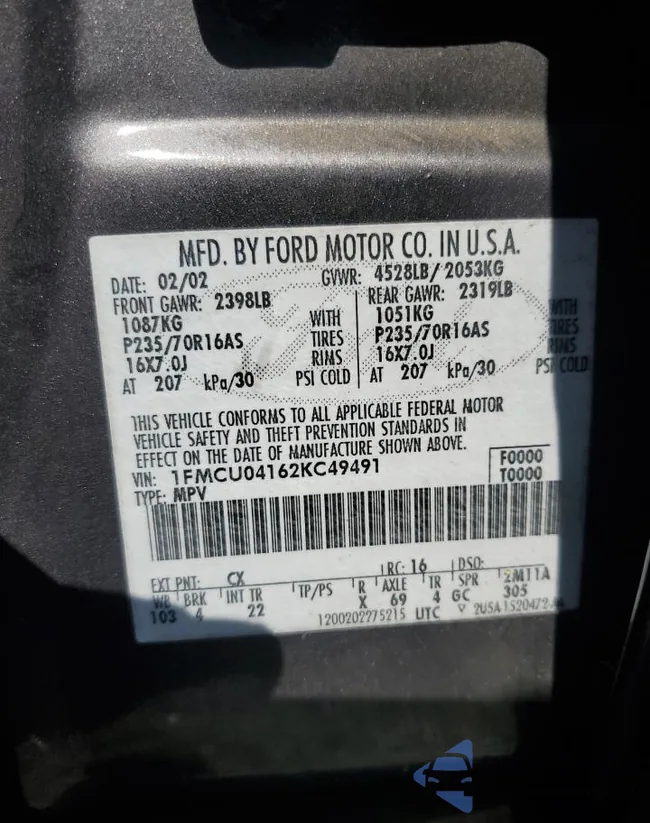 MFD. BY FORD MOTOR CO. IN U.S.A.
DATE: 02/02 GVWR: 4528LB/ 2053KG
FRONT GAWR: 2398LB REAR GAWR: 2319LB
1087KG WITH 1051KG WITH
P235/70R16AS TIRES P235/70R16AS TIRES
16X7.0J RIMS 16X7.0J RIMS
AT 207 kPa/30 PSI COLD AT 207 kPa/30 PSI COLD
THIS VEHICLE CONFORMS TO ALL APPLICABLE FEDERAL MOTOR
VEHICLE SAFETY AND THEFT PREVENTION STANDARDS IN
EFFECT ON THE DATE OF MANUFACTURE SHOWN ABOVE.
VIN: 1FMCU04162KC49491 F0000
TYPE: MPV T0000
EXT PNT: CX RC: 16 DSO:
WB BRK INT TR TP/PS R AXLE TR SPR 2M11A
103 4 22 X 69 4 GC 305
1200202275215 UTC